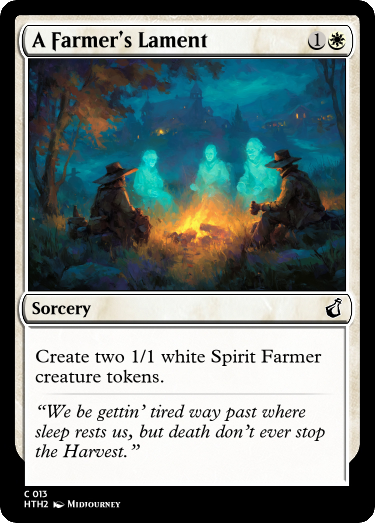 A Farmer's Lament 1
Sorcery
Create two 1/1 white Spirit Farmer
creature tokens.
“We be gettin’ tired way past where
sleep rests us, but death don’t ever stop
the Harvest.”
C 013
HTH2 Midjourney